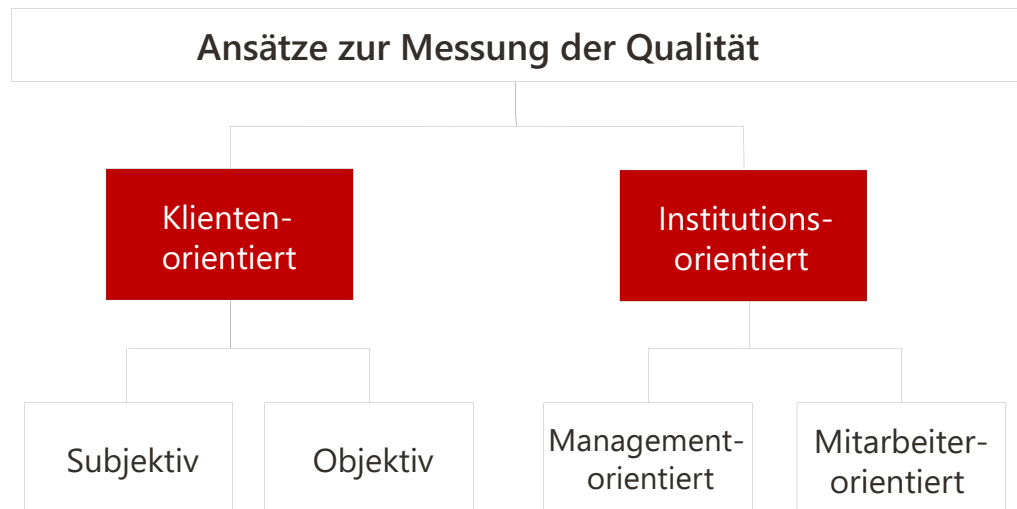 Ansätze zur Messung der Qualität
Klienten-
orientiert
Institutions-
orientiert
Subjektiv
Objektiv
Management-
orientiert
Mitarbeiter-
orientiert